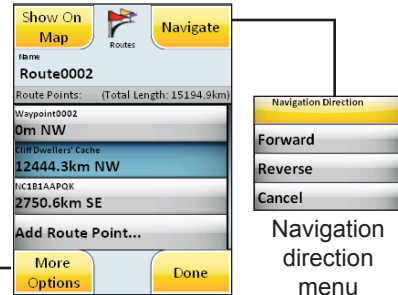 Show On
Map
Routes
Navigate
Name
Route0002
Route Points: (Total Length: 15194.9km)
Waypoint0002
0m NW
Cliff Dwellers' Cache
12444.3km NW
NC1B1AAPQK
2750.6km SE
Add Route Point...
More
Options
Done
Navigation Direction
Forward
Reverse
Cancel
Navigation
direction
menu